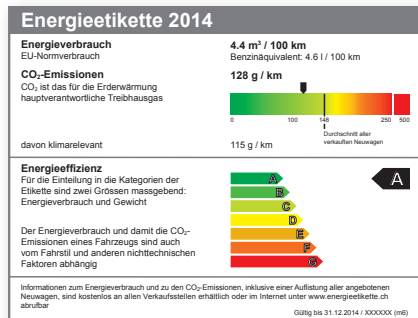 Energieetikette 2014
Energieverbrauch 4.4 m³ / 100 km
EU-Normverbrauch Benzinäquivalent: 4.6 l / 100 km
CO₂-Emissionen 128 g / km
CO₂ ist das für die Erderwärmung
hauptverantwortliche Treibhausgas
0 100 148 250 500
Durchschnitt aller
verkauften Neuwagen
davon klimarelevant 115 g / km
Energieeffizienz
Für die Einteilung in die Kategorien der
Etikette sind zwei Grössen massgebend:
Energieverbrauch und Gewicht
A A
B
C
D
E
F
G
Der Energieverbrauch und damit die CO₂-
Emissionen eines Fahrzeugs sind auch
vom Fahrstil und anderen nichttechnischen
Faktoren abhängig
Informationen zum Energieverbrauch und zu den CO₂-Emissionen, inklusive einer Auflistung aller angebotenen
Neuwagen, sind kostenlos an allen Verkaufsstellen erhältlich oder im Internet unter www.energieetikette.ch
abrufbar
Gültig bis 31.12.2014 / XXXXXX (m6)